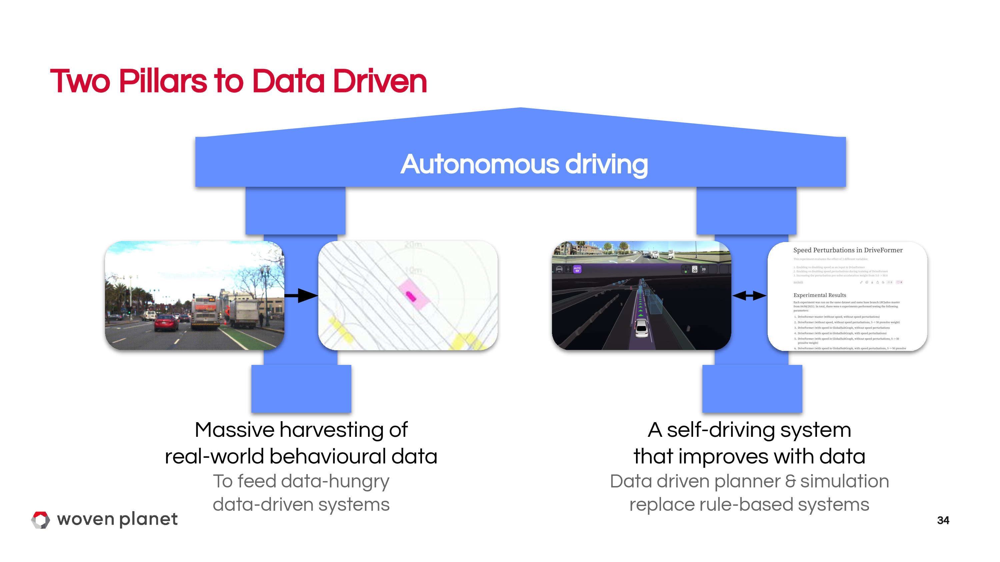 Two Pillars to Data Driven
Autonomous driving
20m
10m
AUTO
30
20
Speed Perturbations in DriveFormer
This experiment evaluates the effect of 3 different variables:
1. Enabling vs disabling speed as an input to DriveFormer
2. Enabling vs disabling speed perturbations during training of DriveFormer
3. Increasing the perturbation pre-solve acceleration weight from 5.0 -> 50.0
Experimental Results
Each experiment was run on the same dataset and same base branch (AVJadoo master
from 04/08/2021). In total, there were 6 experiments performed testing the following
parameters:
1. DriveFormer master (without speed, without speed perturbations)
2. DriveFormer (without speed, without speed perturbations, 5 -> 50 presolve weight)
3. DriveFormer (with speed in GlobalSubGraph, without speed perturbations
4. DriveFormer (with speed in GlobalSubGraph, with speed perturbations)
5. DriveFormer (with speed in GlobalSubGraph, without speed perturbations, 5 -> 50
presolve weight)
6. DriveFormer (with speed in GlobalSubGraph, with speed perturbations, 5 -> 50 presolve
Massive harvesting of
real-world behavioural data
To feed data-hungry
data-driven systems
A self-driving system
that improves with data
Data driven planner & simulation
replace rule-based systems
woven planet
34